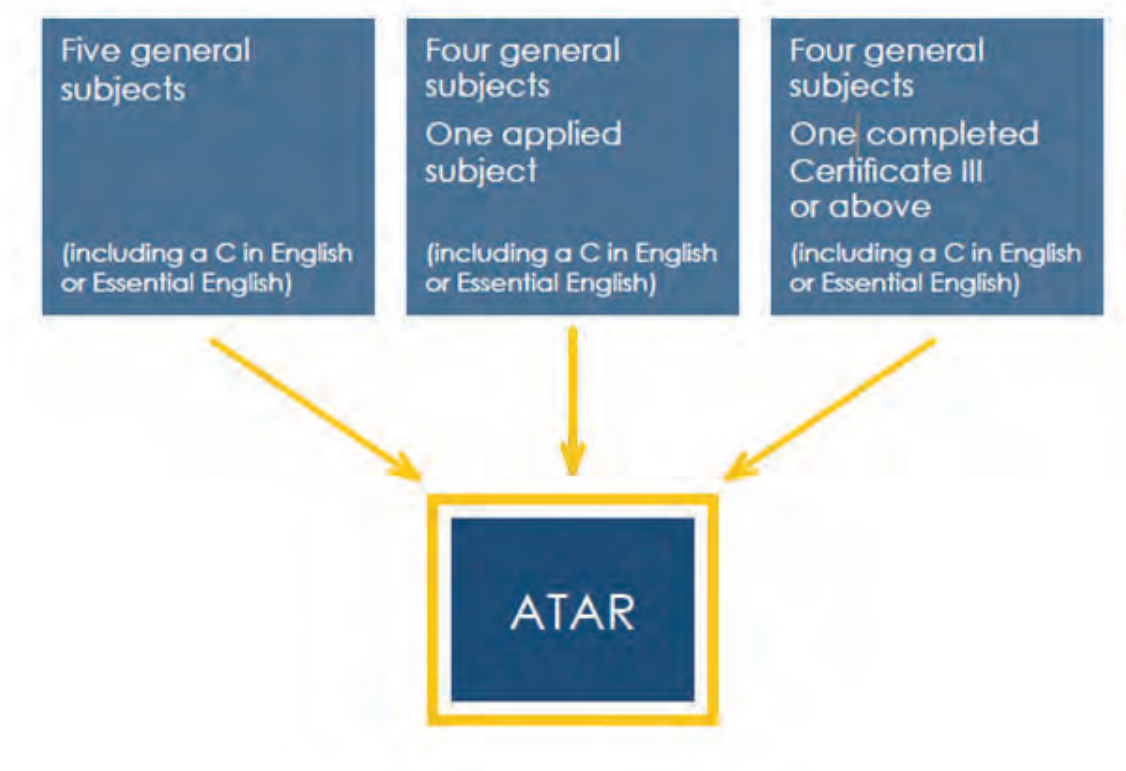 Five general
subjects
(including a C in English
or Essential English)
Four general
subjects
One applied
subject
(including a C in English
or Essential English)
Four general
subjects
One completed
Certificate III
or above
(including a C in English
or Essential English)
ATAR